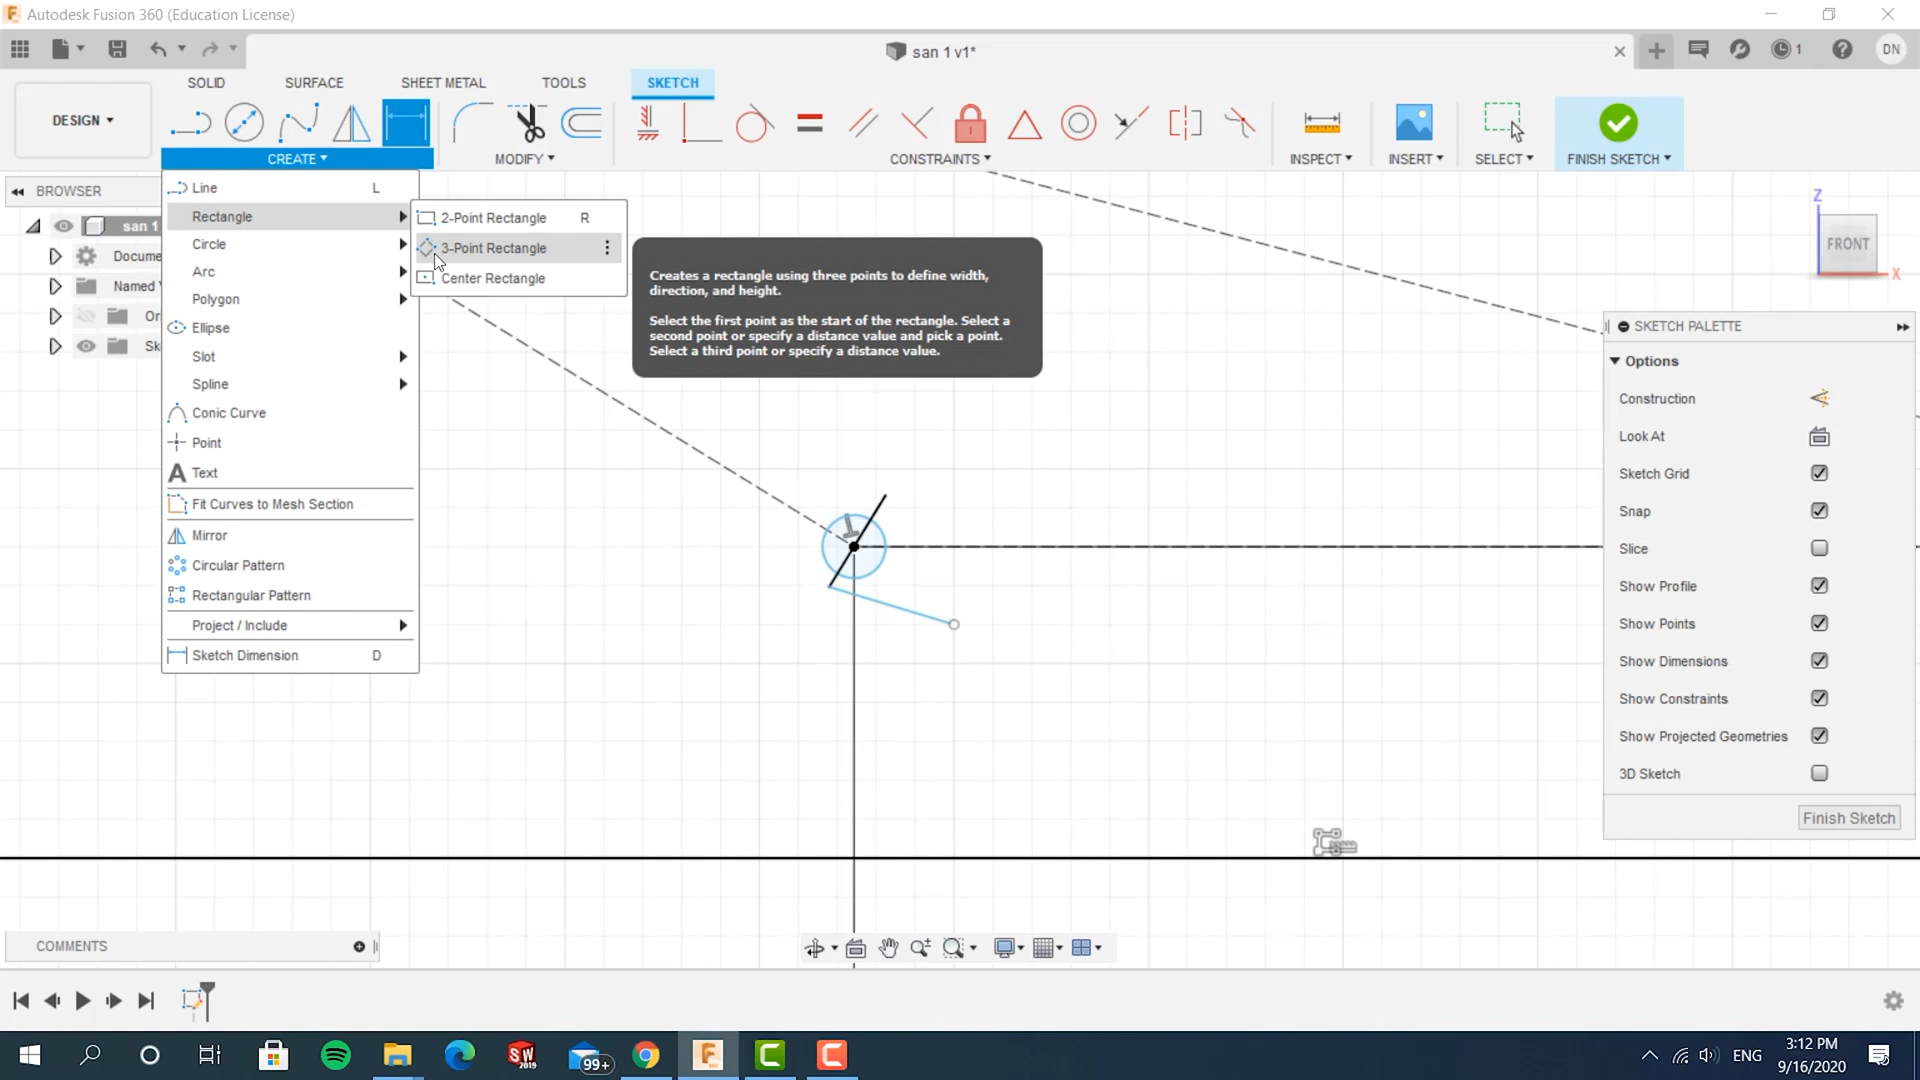 Autodesk Fusion 360 (Education License)
san 1 v1*
1
DN
SOLID
SURFACE
SHEET METAL
TOOLS
SKETCH
DESIGN
CREATE
MODIFY
CONSTRAINTS
INSPECT
INSERT
SELECT
FINISH SKETCH
BROWSER
san 1
Docume
Named V
Or
Sk
Line L
Rectangle
Circle
Arc
Polygon
Ellipse
Slot
Spline
Conic Curve
Point
Text
Fit Curves to Mesh Section
Mirror
Circular Pattern
Rectangular Pattern
Project / Include
Sketch Dimension D
2-Point Rectangle R
3-Point Rectangle
Center Rectangle
Creates a rectangle using three points to define width,
direction, and height.
Select the first point as the start of the rectangle. Select a
second point or specify a distance value and pick a point.
Select a third point or specify a distance value.
Z
FRONT
X
SKETCH PALETTE
Options
Construction
Look At
Sketch Grid
Snap
Slice
Show Profile
Show Points
Show Dimensions
Show Constraints
Show Projected Geometries
3D Sketch
Finish Sketch
COMMENTS
SW
2019
99+
ENG
3:12 PM
9/16/2020